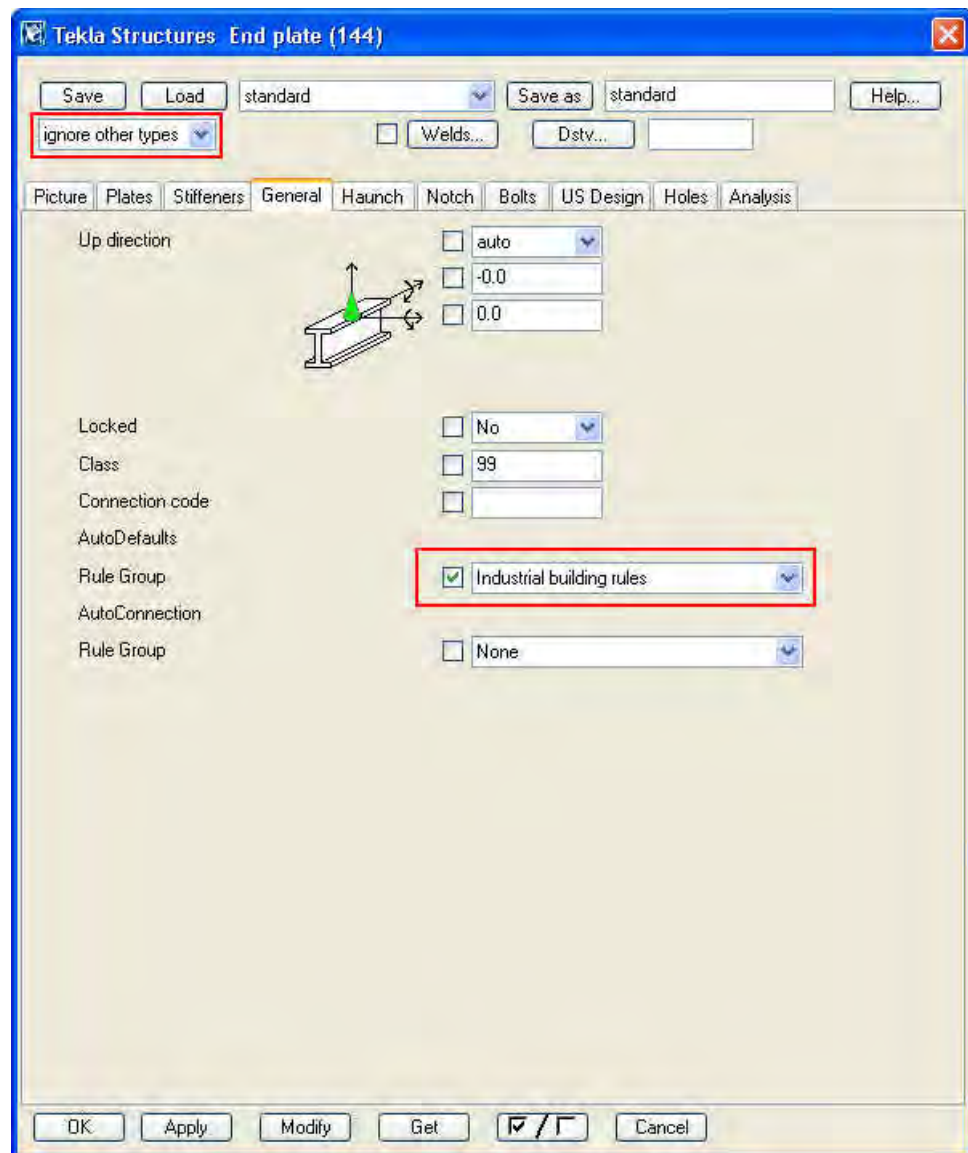 Tekla Structures End plate (144)
Save Load standard Save as standard Help...
ignore other types Welds... Dstv...
Picture Plates Stiffeners General Haunch Notch Bolts US Design Holes Analysis
Up direction auto
-0.0
0.0
Locked No
Class 99
Connection code
AutoDefaults
Rule Group Industrial building rules
AutoConnection
Rule Group None
OK Apply Modify Get / Cancel